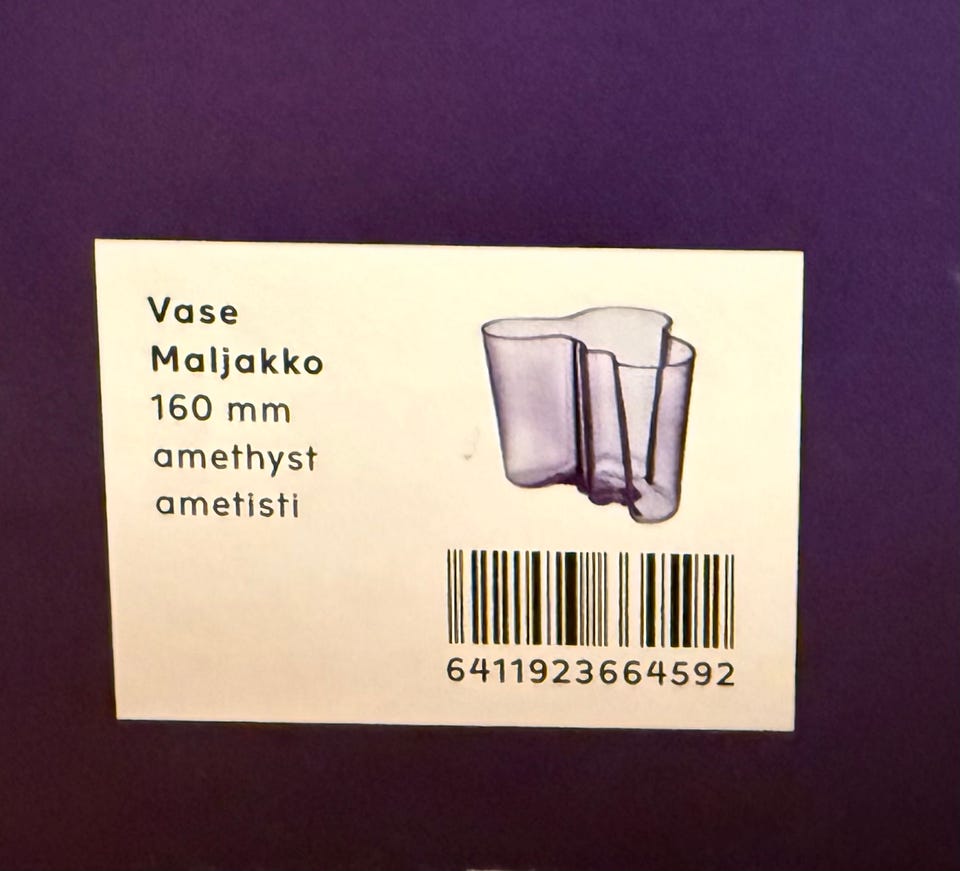 Vase
Maljakko
160 mm
amethyst
ametisti
6411923664592